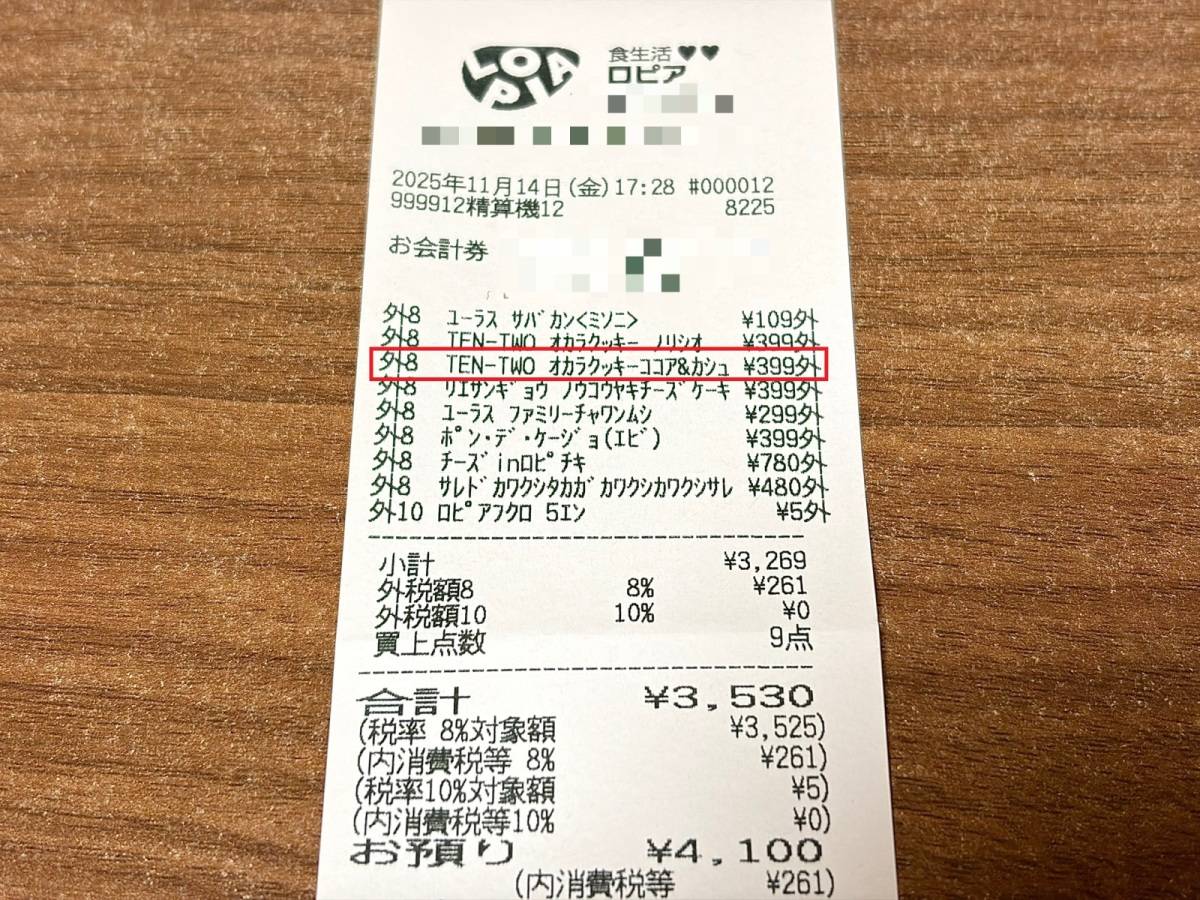 LOPIA
食生活♥♥
ロピア
2025年11月14日(金)17:28 #000012
999912精算機12 8225
お会計券
外8 ユーラス サバカン<ミソニ> ¥109外
外8 TEN-TWO オカラクッキー ノリシオ ¥399外
外8 TEN-TWO オカラクッキーココア&カシュ ¥399外
外8 リエサンギョウ ノウコウヤキチーズケーキ ¥399外
外8 ユーラス ファミリーチャワンムシ ¥299外
外8 ポン・デ・ケージョ(エビ) ¥399外
外8 チーズinロピチキ ¥780外
外8 サレドカワクシタカガカワクシカワクシサレ ¥480外
外10 ロピアフクロ 5エン ¥5外
小計 ¥3,269
外税額8 8% ¥261
外税額10 10% ¥0
買上点数 9点
合計 ¥3,530
(税率 8%対象額 ¥3,525)
(内消費税等 8% ¥261)
(税率10%対象額 ¥5)
(内消費税等10% ¥0)
お預り ¥4,100
(内消費税等 ¥261)